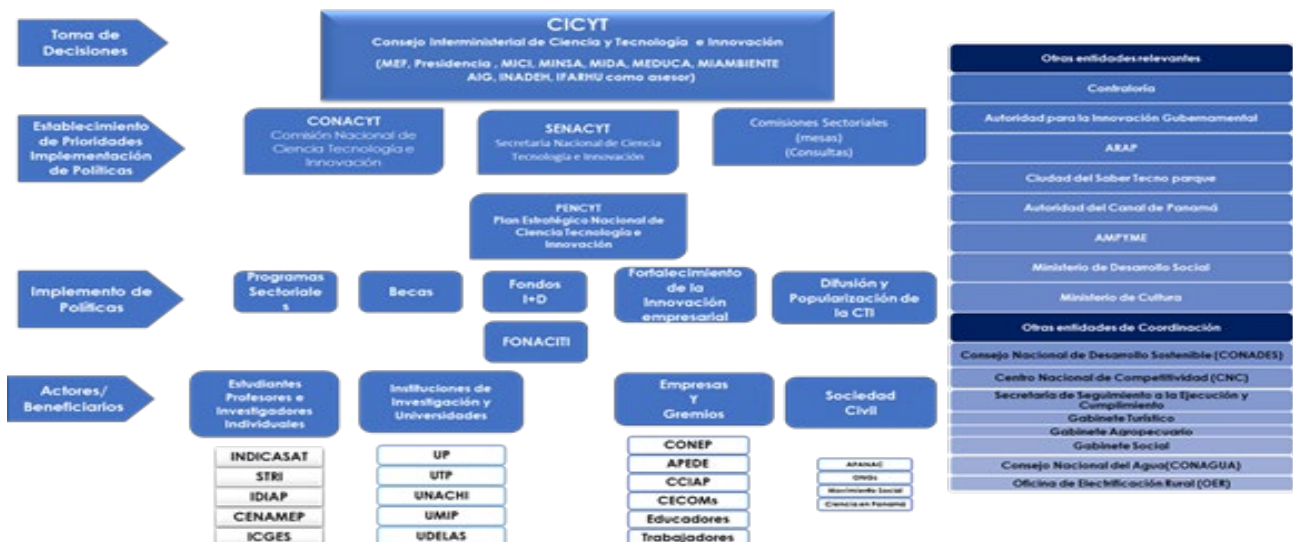 Toma de
Decisiones
CICYT
Consejo Interministerial de Ciencia y Tecnología e Innovación
(MEF, Presidencia , MICI, MINSA, MIDA, MEDUCA, MIAMBIENTE
AIG, INADEH, IFARHU como asesor)
Establecimiento
de Prioridades
Implementación
de Políticas
CONACYT
Comisión Nacional de
Ciencia Tecnología e
Innovación
SENACYT
Secretaría Nacional de Ciencia
Tecnología e Innovación
Comisiones Sectoriales
(mesas)
(Consultas)
PENCYT
Plan Estratégico Nacional de
Ciencia Tecnología e
Innovación
Implemento de
Políticas
Programas
Sectoriale
s
Becas
Fondos
I+D
Fortalecimiento
de la
Innovación
empresarial
Difusión y
Popularización de
la CTI
FONACITI
Actores/
Beneficiarios
Estudiantes
Profesores e
Investigadores
Individuales
Instituciones de
Investigación y
Universidades
Empresas
Y
Gremios
Sociedad
Civil
INDICASAT
STRI
IDIAP
CENAMEP
ICGES
UP
UTP
UNACHI
UMIP
UDELAS
CONEP
APEDE
CCIAP
CECOMs
Educadores
Trabajadores
APANAC
ONGs
Movimiento Social
Ciencia en Panamá
Otras entidades relevantes
Contraloría
Autoridad para la Innovación Gubernamental
ARAP
Ciudad del Saber Tecno parque
Autoridad del Canal de Panamá
AMPYME
Ministerio de Desarrollo Social
Ministerio de Cultura
Otras entidades de Coordinación
Consejo Nacional de Desarrollo Sostenible (CONADES)
Centro Nacional de Competitividad (CNC)
Secretaría de Seguimiento a la Ejecución y
Cumplimiento
Gabinete Turístico
Gabinete Agropecuario
Gabinete Social
Consejo Nacional del Agua(CONAGUA)
Oficina de Electrificación Rural (OER)